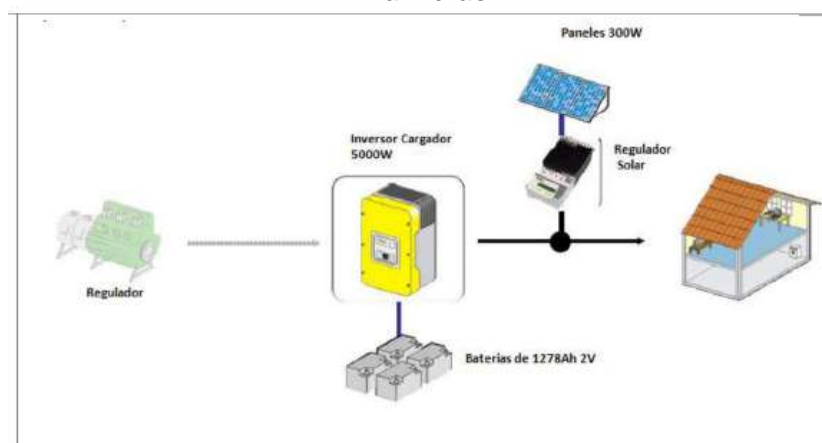 Paneles 300W
Inversor Cargador
5000W
Regulador
Solar
Regulador
Baterias de 1278Ah 2V